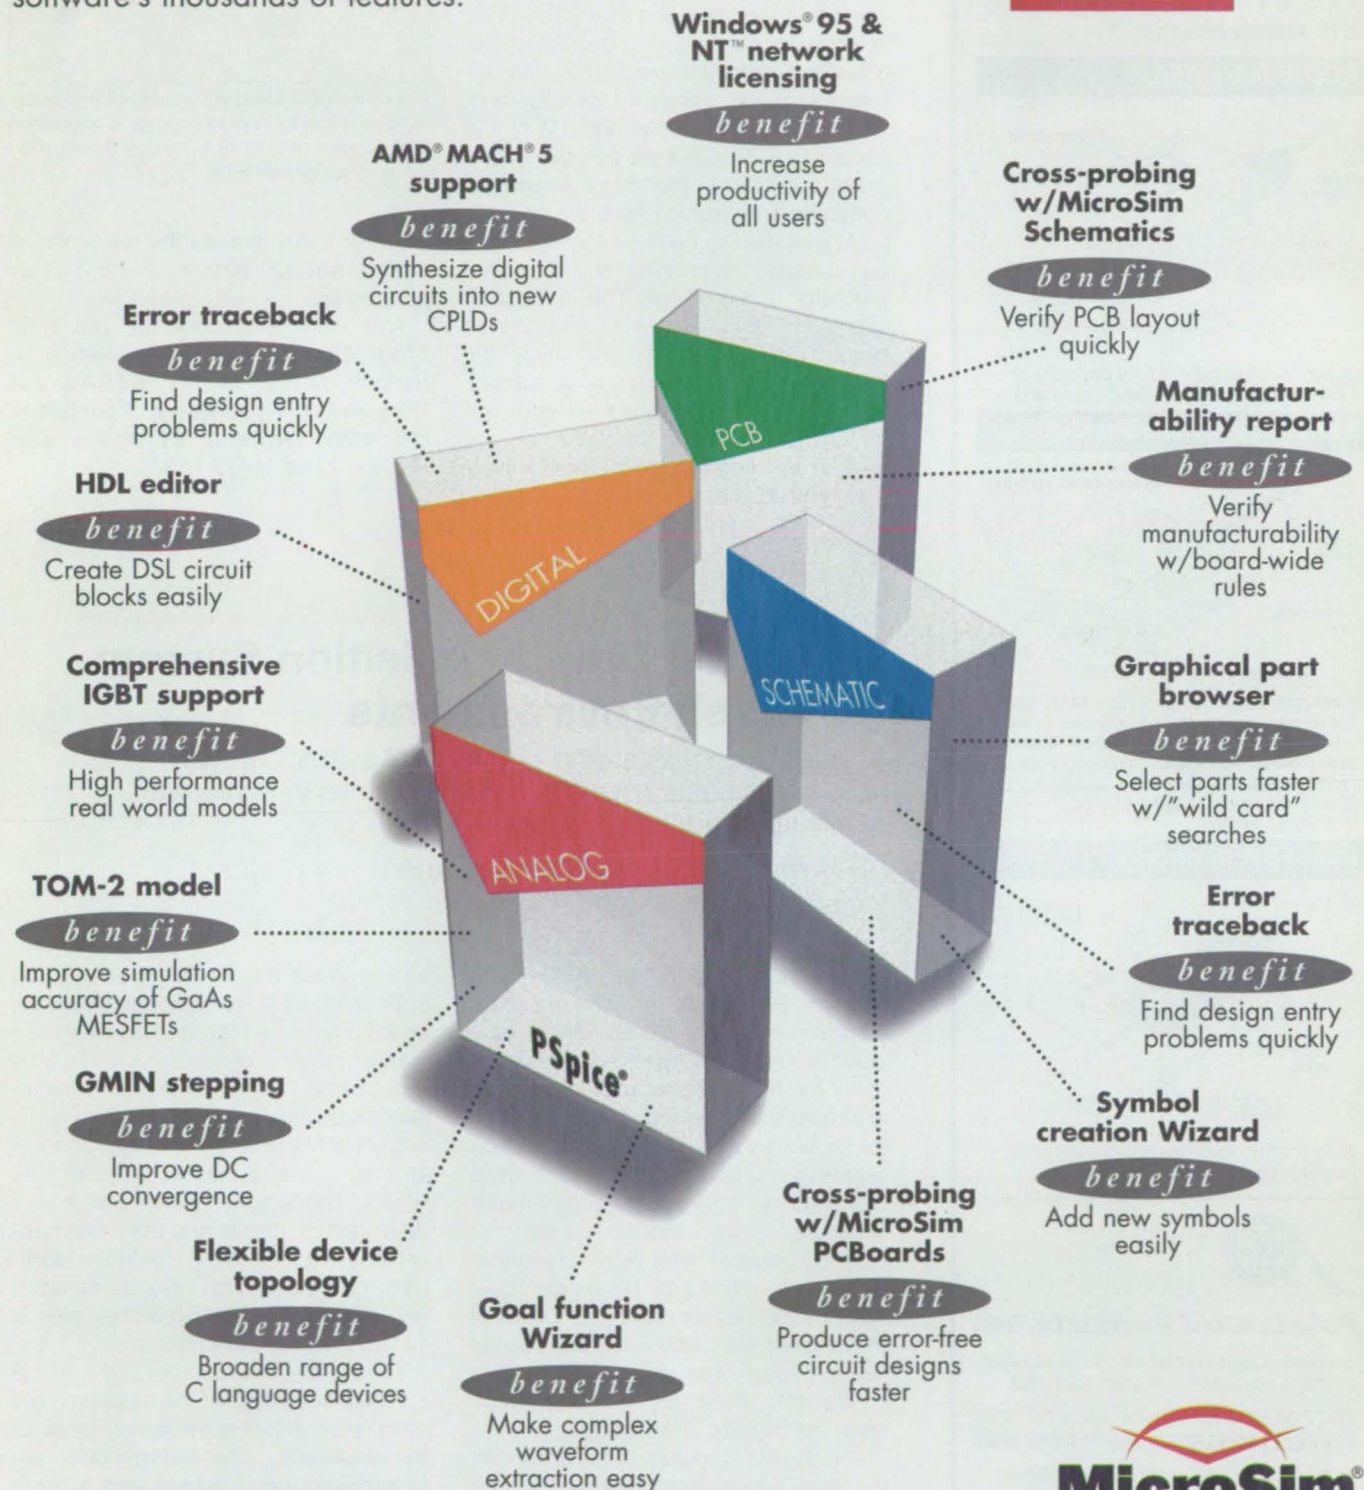 software's thousands of features.
Windows® 95 &
NT™ network
licensing
benefit
Increase
productivity of
all users
AMD® MACH® 5
support
benefit
Synthesize digital
circuits into new
CPLDs
Cross-probing
w/MicroSim
Schematics
benefit
Verify PCB layout
quickly
Error traceback
benefit
Find design entry
problems quickly
Manufactur-
ability report
benefit
Verify
manufacturability
w/board-wide
rules
HDL editor
benefit
Create DSL circuit
blocks easily
PCB
DIGITAL
SCHEMATIC
ANALOG
PSpice®
Comprehensive
IGBT support
benefit
High performance
real world models
Graphical part
browser
benefit
Select parts faster
w/"wild card"
searches
TOM-2 model
benefit
Improve simulation
accuracy of GaAs
MESFETs
Error
traceback
benefit
Find design entry
problems quickly
GMIN stepping
benefit
Improve DC
convergence
Symbol
creation Wizard
benefit
Add new symbols
easily
Flexible device
topology
benefit
Broaden range of
C language devices
Goal function
Wizard
benefit
Make complex
waveform
extraction easy
Cross-probing
w/MicroSim
PCBoards
benefit
Produce error-free
circuit designs
faster
MicroSim®